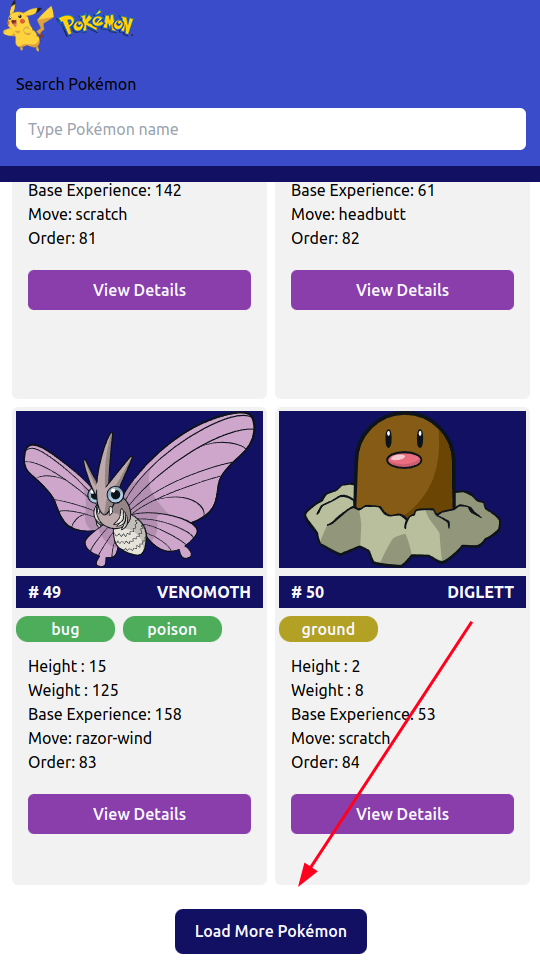 Pokémon
Search Pokémon
Type Pokémon name
Base Experience: 142
Move: scratch
Order: 81
View Details
Base Experience: 61
Move: headbutt
Order: 82
View Details
# 49 VENOMOTH
bug poison
Height : 15
Weight : 125
Base Experience: 158
Move: razor-wind
Order: 83
View Details
# 50 DIGLETT
ground
Height : 2
Weight : 8
Base Experience: 53
Move: scratch
Order: 84
View Details
Load More Pokémon